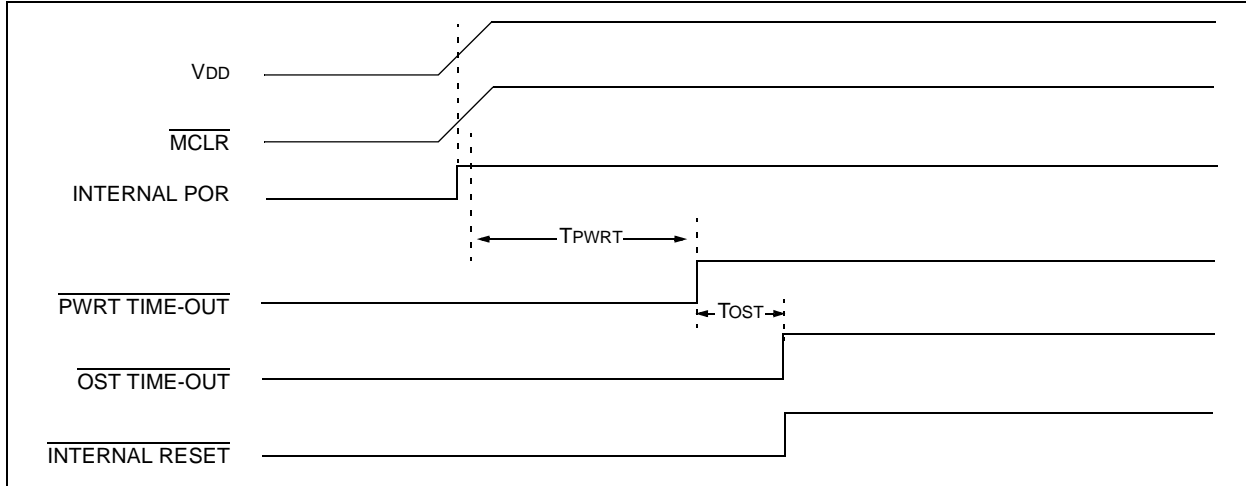 VDD
MCLR
INTERNAL POR
TPWRT
PWRT TIME-OUT
TOST
OST TIME-OUT
INTERNAL RESET